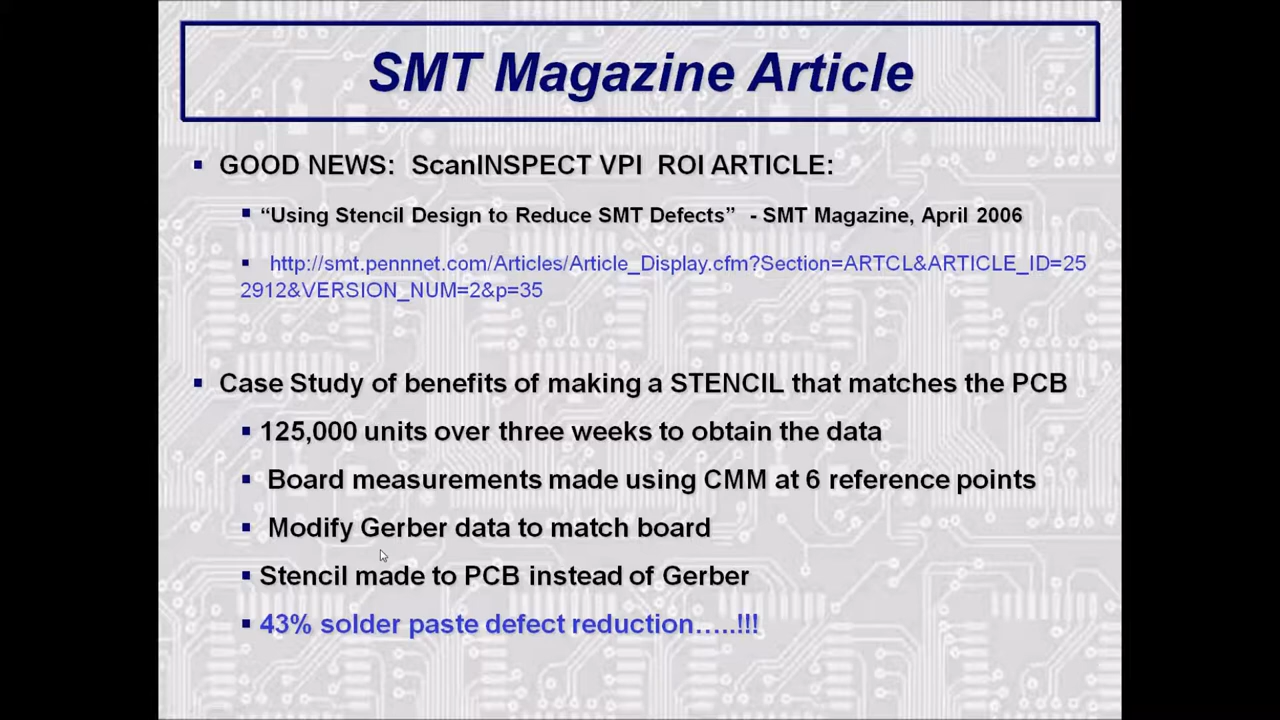 SMT Magazine Article
GOOD NEWS: ScanINSPECT VPI ROI ARTICLE:
“Using Stencil Design to Reduce SMT Defects” - SMT Magazine, April 2006
http://smt.pennnet.com/Articles/Article_Display.cfm?Section=ARTCL&ARTICLE_ID=25
2912&VERSION_NUM=2&p=35
Case Study of benefits of making a STENCIL that matches the PCB
125,000 units over three weeks to obtain the data
Board measurements made using CMM at 6 reference points
Modify Gerber data to match board
Stencil made to PCB instead of Gerber
43% solder paste defect reduction…..!!!